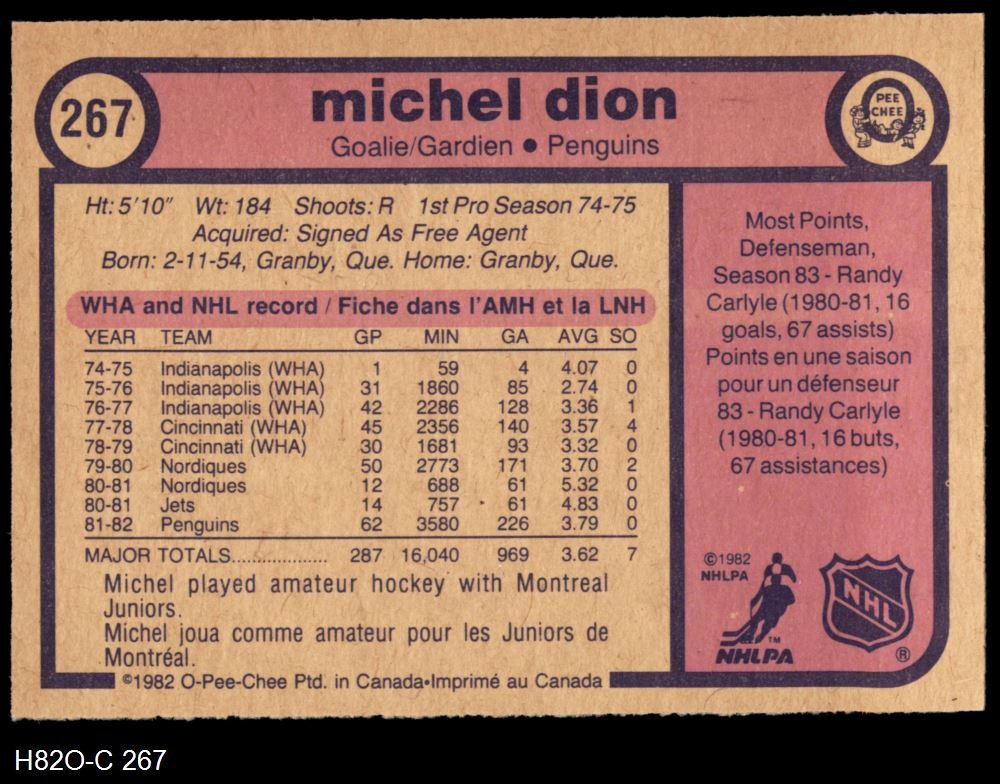 267
michel dion
Goalie/Gardien • Penguins
O
PEE
CHEE
Ht: 5'10" Wt: 184 Shoots: R 1st Pro Season 74-75
Acquired: Signed As Free Agent
Born: 2-11-54, Granby, Que. Home: Granby, Que.
WHA and NHL record / Fiche dans l'AMH et la LNH
YEAR TEAM GP MIN GA AVG SO
74-75 Indianapolis (WHA) 1 59 4 4.07 0
75-76 Indianapolis (WHA) 31 1860 85 2.74 0
76-77 Indianapolis (WHA) 42 2286 128 3.36 1
77-78 Cincinnati (WHA) 45 2356 140 3.57 4
78-79 Cincinnati (WHA) 30 1681 93 3.32 0
79-80 Nordiques 50 2773 171 3.70 2
80-81 Nordiques 12 688 61 5.32 0
80-81 Jets 14 757 61 4.83 0
81-82 Penguins 62 3580 226 3.79 0
MAJOR TOTALS................... 287 16,040 969 3.62 7
Michel played amateur hockey with Montreal
Juniors.
Michel joua comme amateur pour les Juniors de
Montréal.
©1982 O-Pee-Chee Ptd. in Canada•Imprimé au Canada
Most Points,
Defenseman,
Season 83 - Randy
Carlyle (1980-81, 16
goals, 67 assists)
Points en une saison
pour un défenseur
83 - Randy Carlyle
(1980-81, 16 buts,
67 assistances)
©1982
NHLPA
TM
NHLPA
NHL
®
H82O-C 267